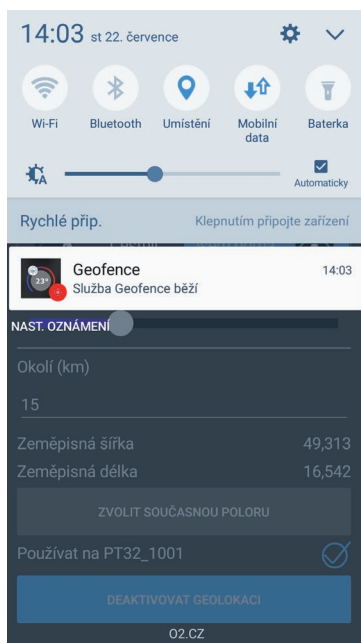 14:03 st 22. července
Wi-Fi Bluetooth Umístění Mobilní data Baterka
A
Automaticky
Rychlé přip. Klepnutím připojte zařízení
23°
Geofence 14:03
Služba Geofence běží
NAST. OZNÁMENÍ
Okolí (km)
15
Zeměpisná šířka 49,313
Zeměpisná délka 16,542
ZVOLIT SOUČASNOU POLORU
Používat na PT32_1001
DEAKTIVOVAT GEOLOKACI
O2.CZ